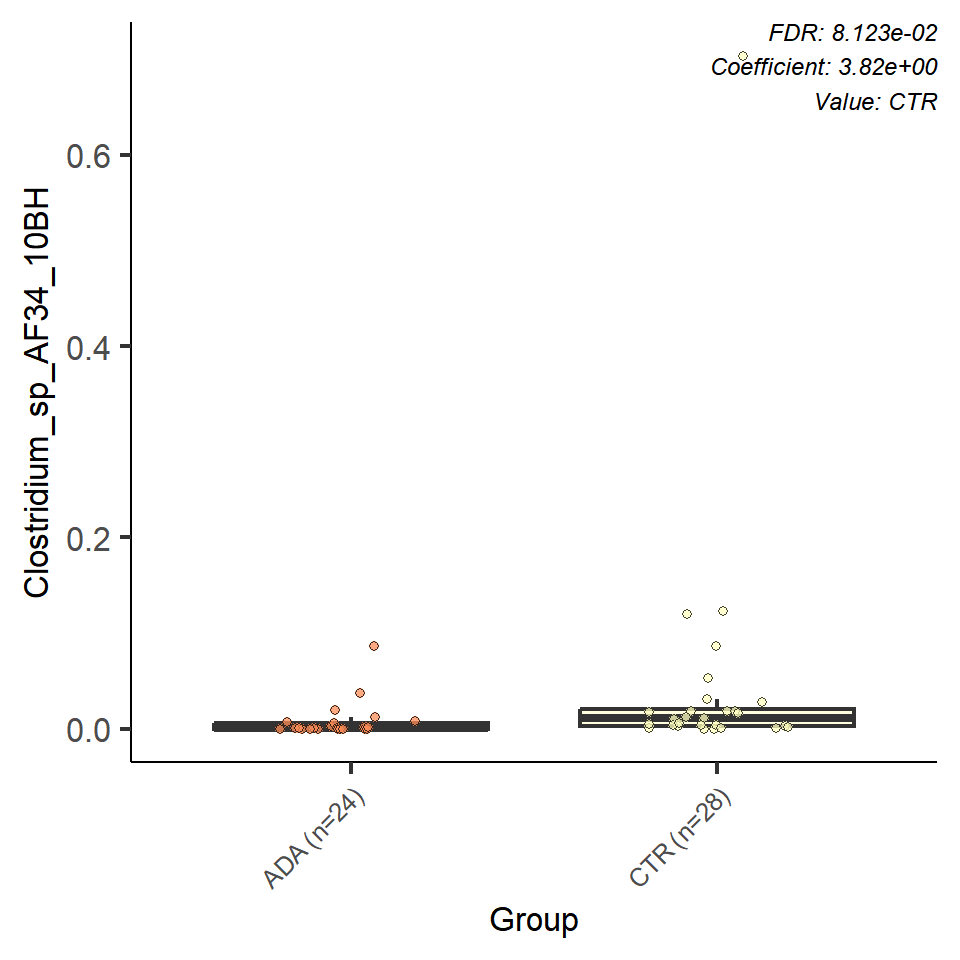 FDR: 8.123e-02
Coefficient: 3.82e+00
Value: CTR
Clostridium_sp_AF34_10BH
0.6
0.4
0.2
0.0
ADA (n=24)
CTR (n=28)
Group